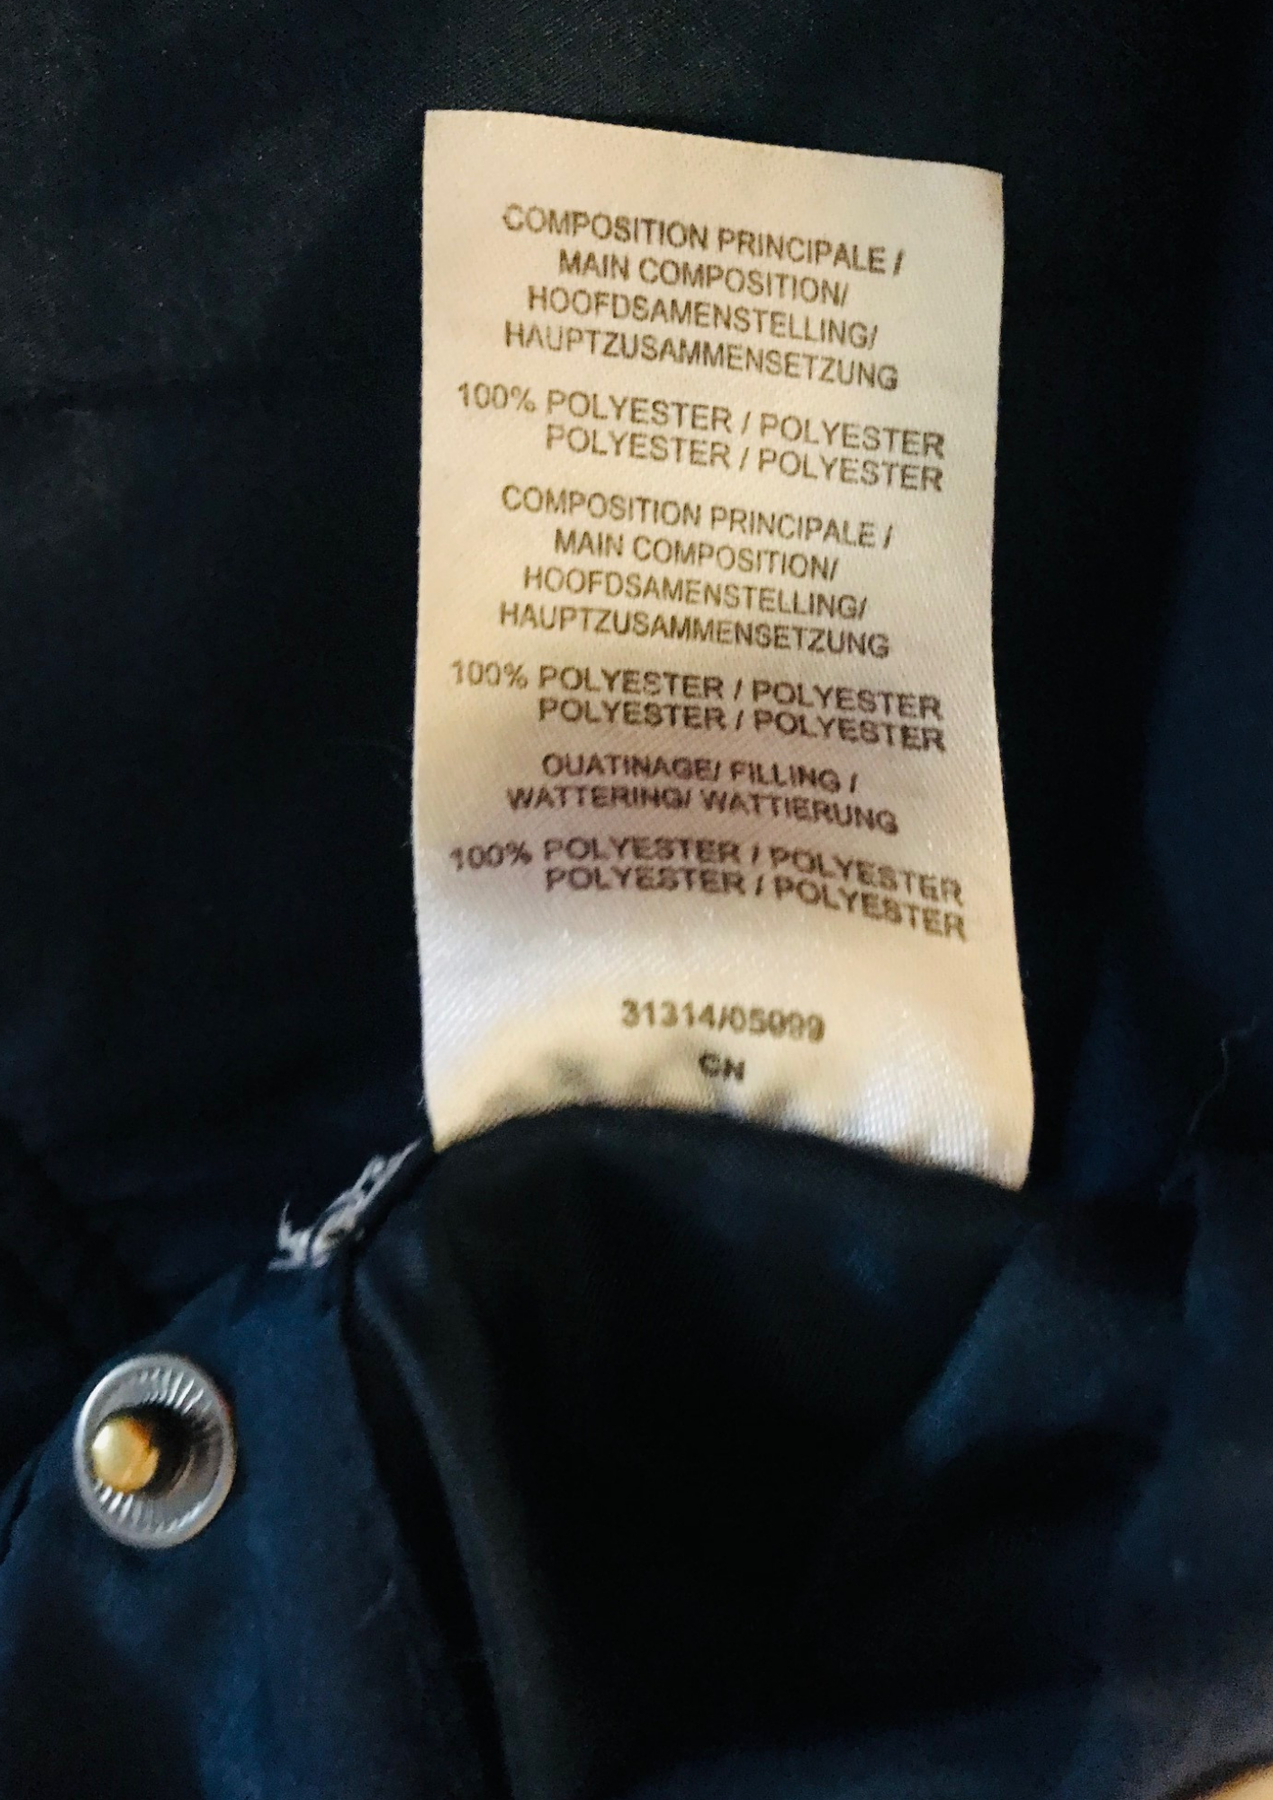 COMPOSITION PRINCIPALE /
MAIN COMPOSITION/
HOOFDSAMENSTELLING/
HAUPTZUSAMMENSETZUNG
100% POLYESTER / POLYESTER
POLYESTER / POLYESTER
COMPOSITION PRINCIPALE /
MAIN COMPOSITION/
HOOFDSAMENSTELLING/
HAUPTZUSAMMENSETZUNG
100% POLYESTER / POLYESTER
POLYESTER / POLYESTER
OUATINAGE/ FILLING /
WATTERING/ WATTIERUNG
100% POLYESTER / POLYESTER
POLYESTER / POLYESTER
31314/05099
CN